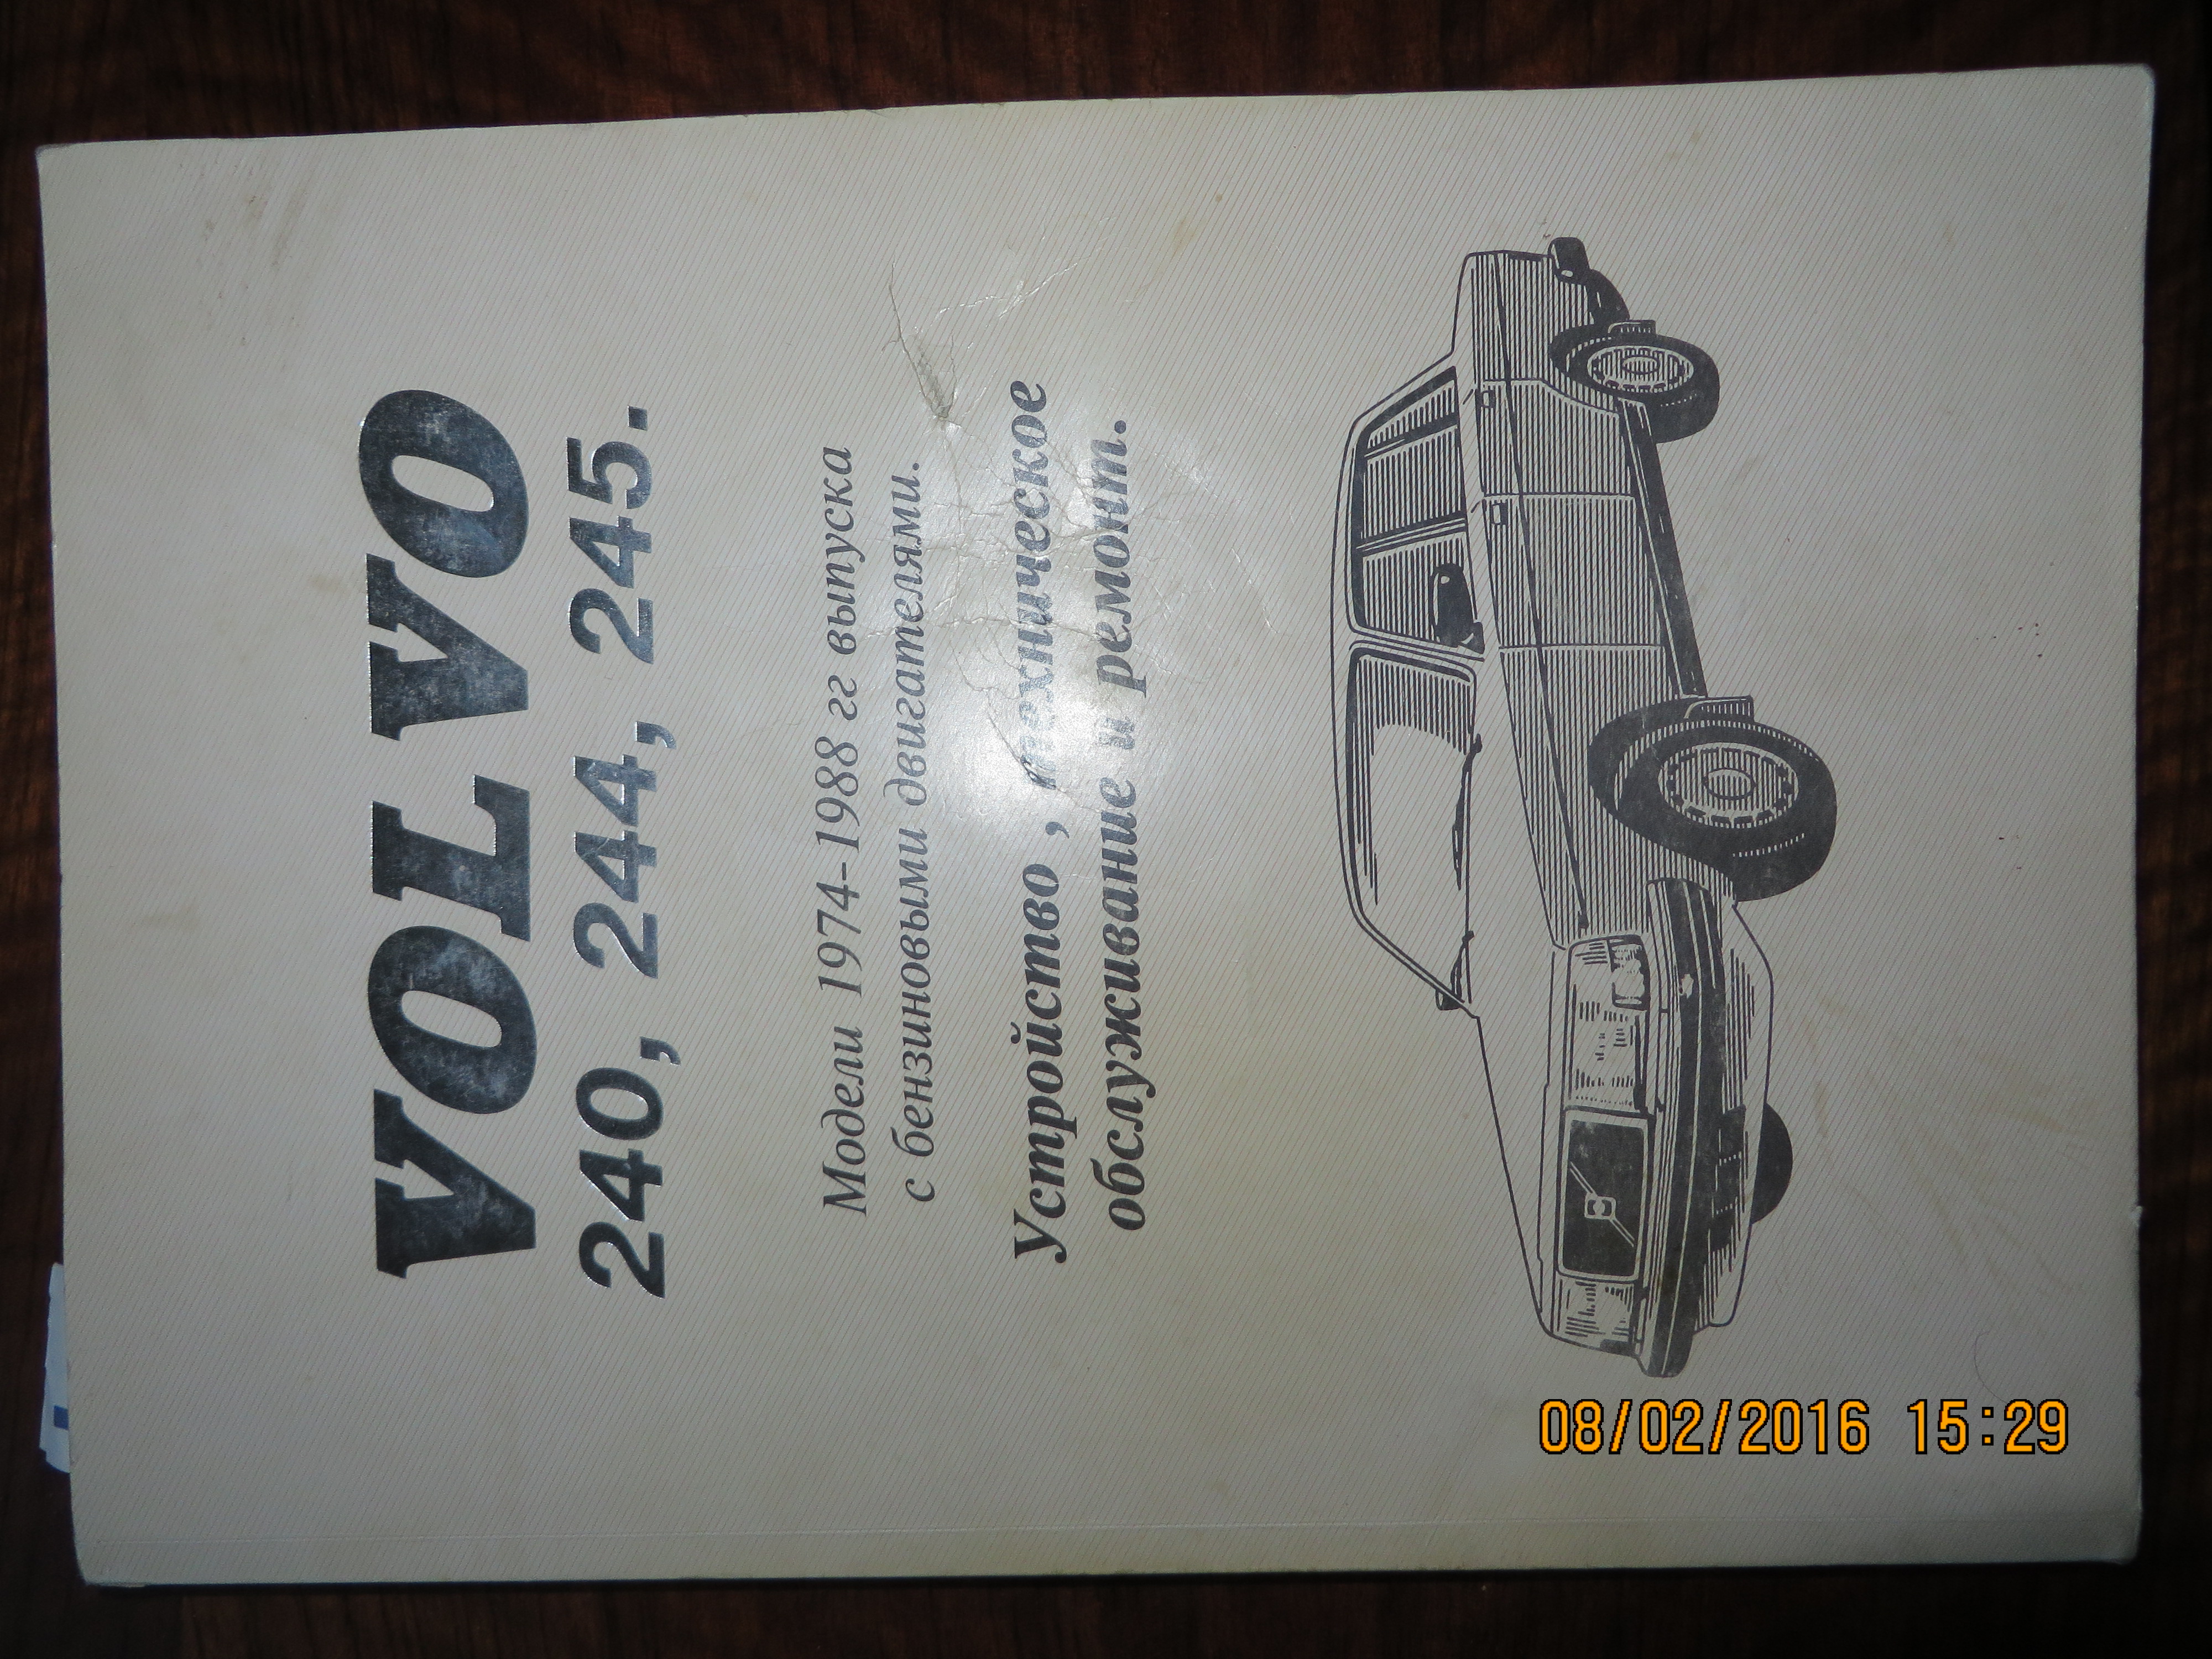 VOLVO
240, 244, 245.
Модели 1974-1988 гг выпуска
с бензиновыми двигателями.
Устройство , техническое
обслуживание и ремонт.
08/02/2016 15:29